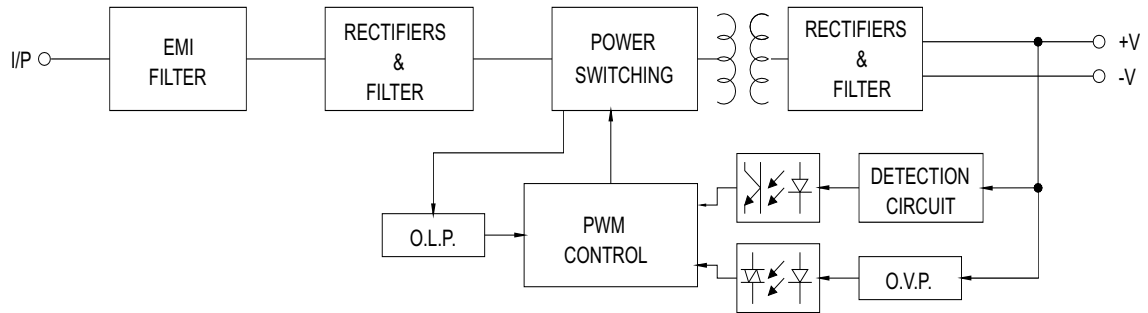 I/P
EMI
FILTER
RECTIFIERS
&
FILTER
POWER
SWITCHING
RECTIFIERS
&
FILTER
+V
-V
O.L.P.
PWM
CONTROL
DETECTION
CIRCUIT
O.V.P.